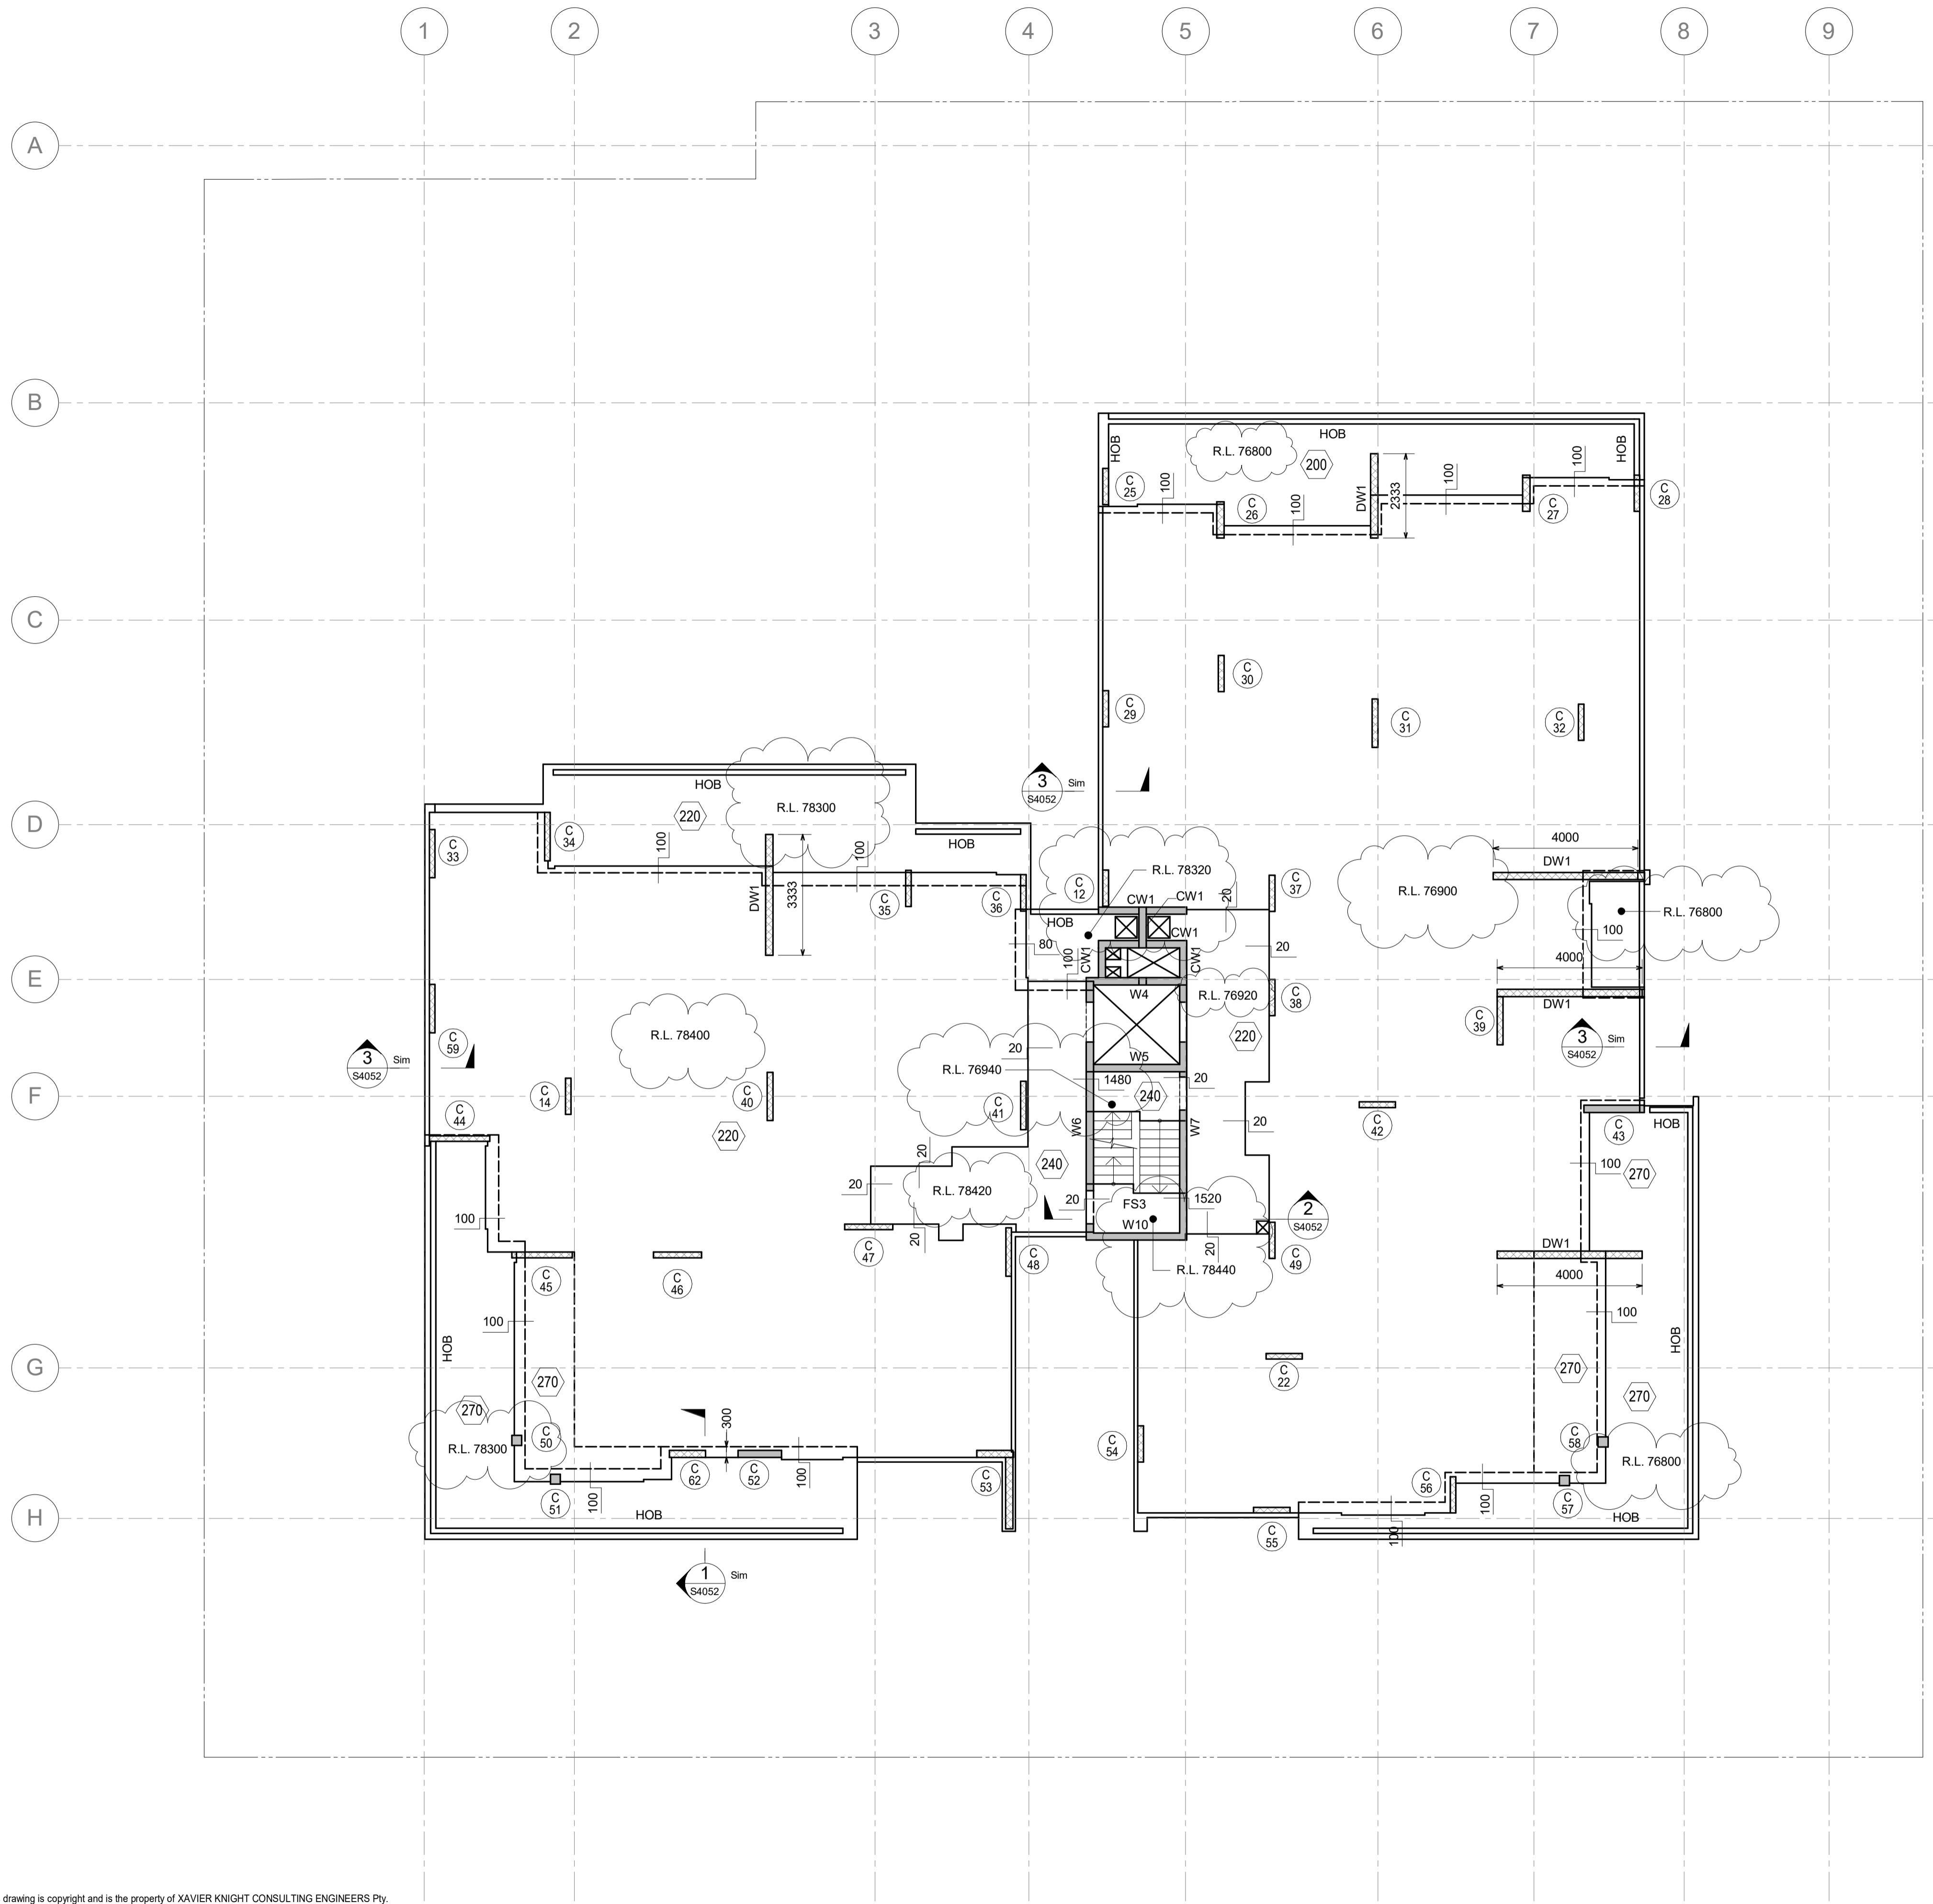 1 2 3 4 5 6 7 8 9
A
B
HOB
R.L. 76800
200
HOB
HOB
100
C 25
100
100
C 26
DW1
2333
100
C 27
C 28
C
C 30
C 29
C 31
C 32
3 S4052 Sim
HOB
R.L. 78300
220
D
C 33
C 34
100
DW1
3333
100
C 35
HOB
C 36
C 12
R.L. 78320
CW1
CW1
20
C 37
4000
DW1
R.L. 76900
R.L. 76800
100
HOB
80
100
CW1
CW1
CW1
20
4000
DW1
E
W4
R.L. 76920
C 38
C 39
3 S4052 Sim
C 59
3 S4052 Sim
R.L. 78400
20
W5
220
R.L. 76940
1480
20
240
F
C 44
C 14
C 40
C 41
W6
W7
20
C 42
C 43
HOB
220
20
240
100
270
20
R.L. 78420
20
FS3
1520
W10
2 S4052
100
C 45
C 46
C 47
20
C 48
R.L. 78440
20
C 49
DW1
4000
100
HOB
100
HOB
G
270
C 22
270
270
270
R.L. 78300
C 50
300
C 54
C 58
R.L. 76800
C 51
100
C 62
C 52
100
C 53
C 56
100
C 57
H
HOB
C 55
100
HOB
1 S4052 Sim
drawing is copyright and is the property of XAVIER KNIGHT CONSULTING ENGINEERS Pty.